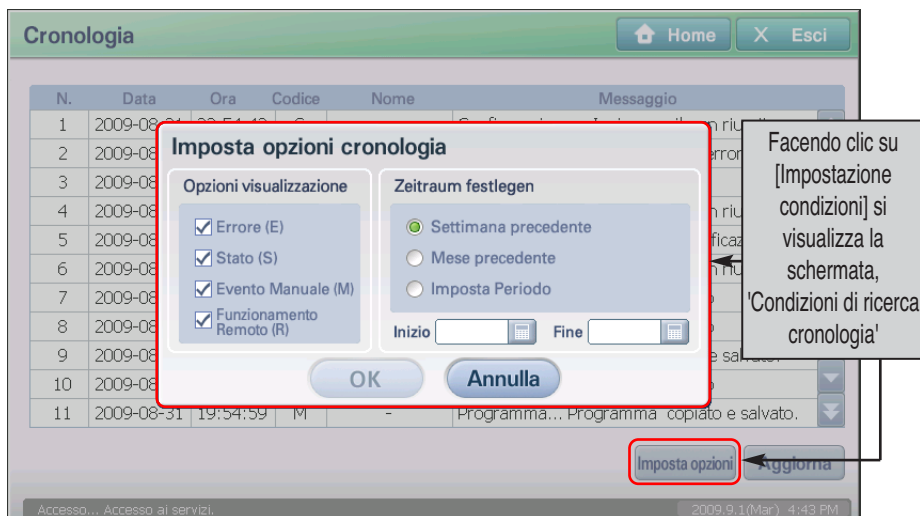 Cronologia
Home
X Esci
N. Data Ora Codice Nome Messaggio
1 2009-08-31
2 2009-08
3 2009-08
4 2009-08
5 2009-08
6 2009-08
7 2009-08
8 2009-08
9 2009-08
10 2009-08
11 2009-08-31 19:54:59 M - Programma... Programma copiato e salvato.
Imposta opzioni cronologia
Opzioni visualizzazione
Errore (E)
Stato (S)
Evento Manuale (M)
Funzionamento
Remoto (R)
Zeitraum festlegen
Settimana precedente
Mese precedente
Imposta Periodo
Inizio Fine
OK Annulla
Facendo clic su
[Impostazione
condizioni] si
visualizza la
schermata,
'Condizioni di ricerca
cronologia'
Imposta opzioni Aggiorna
Accesso... Accesso ai servizi. 2009.9.1(Mar) 4:43 PM